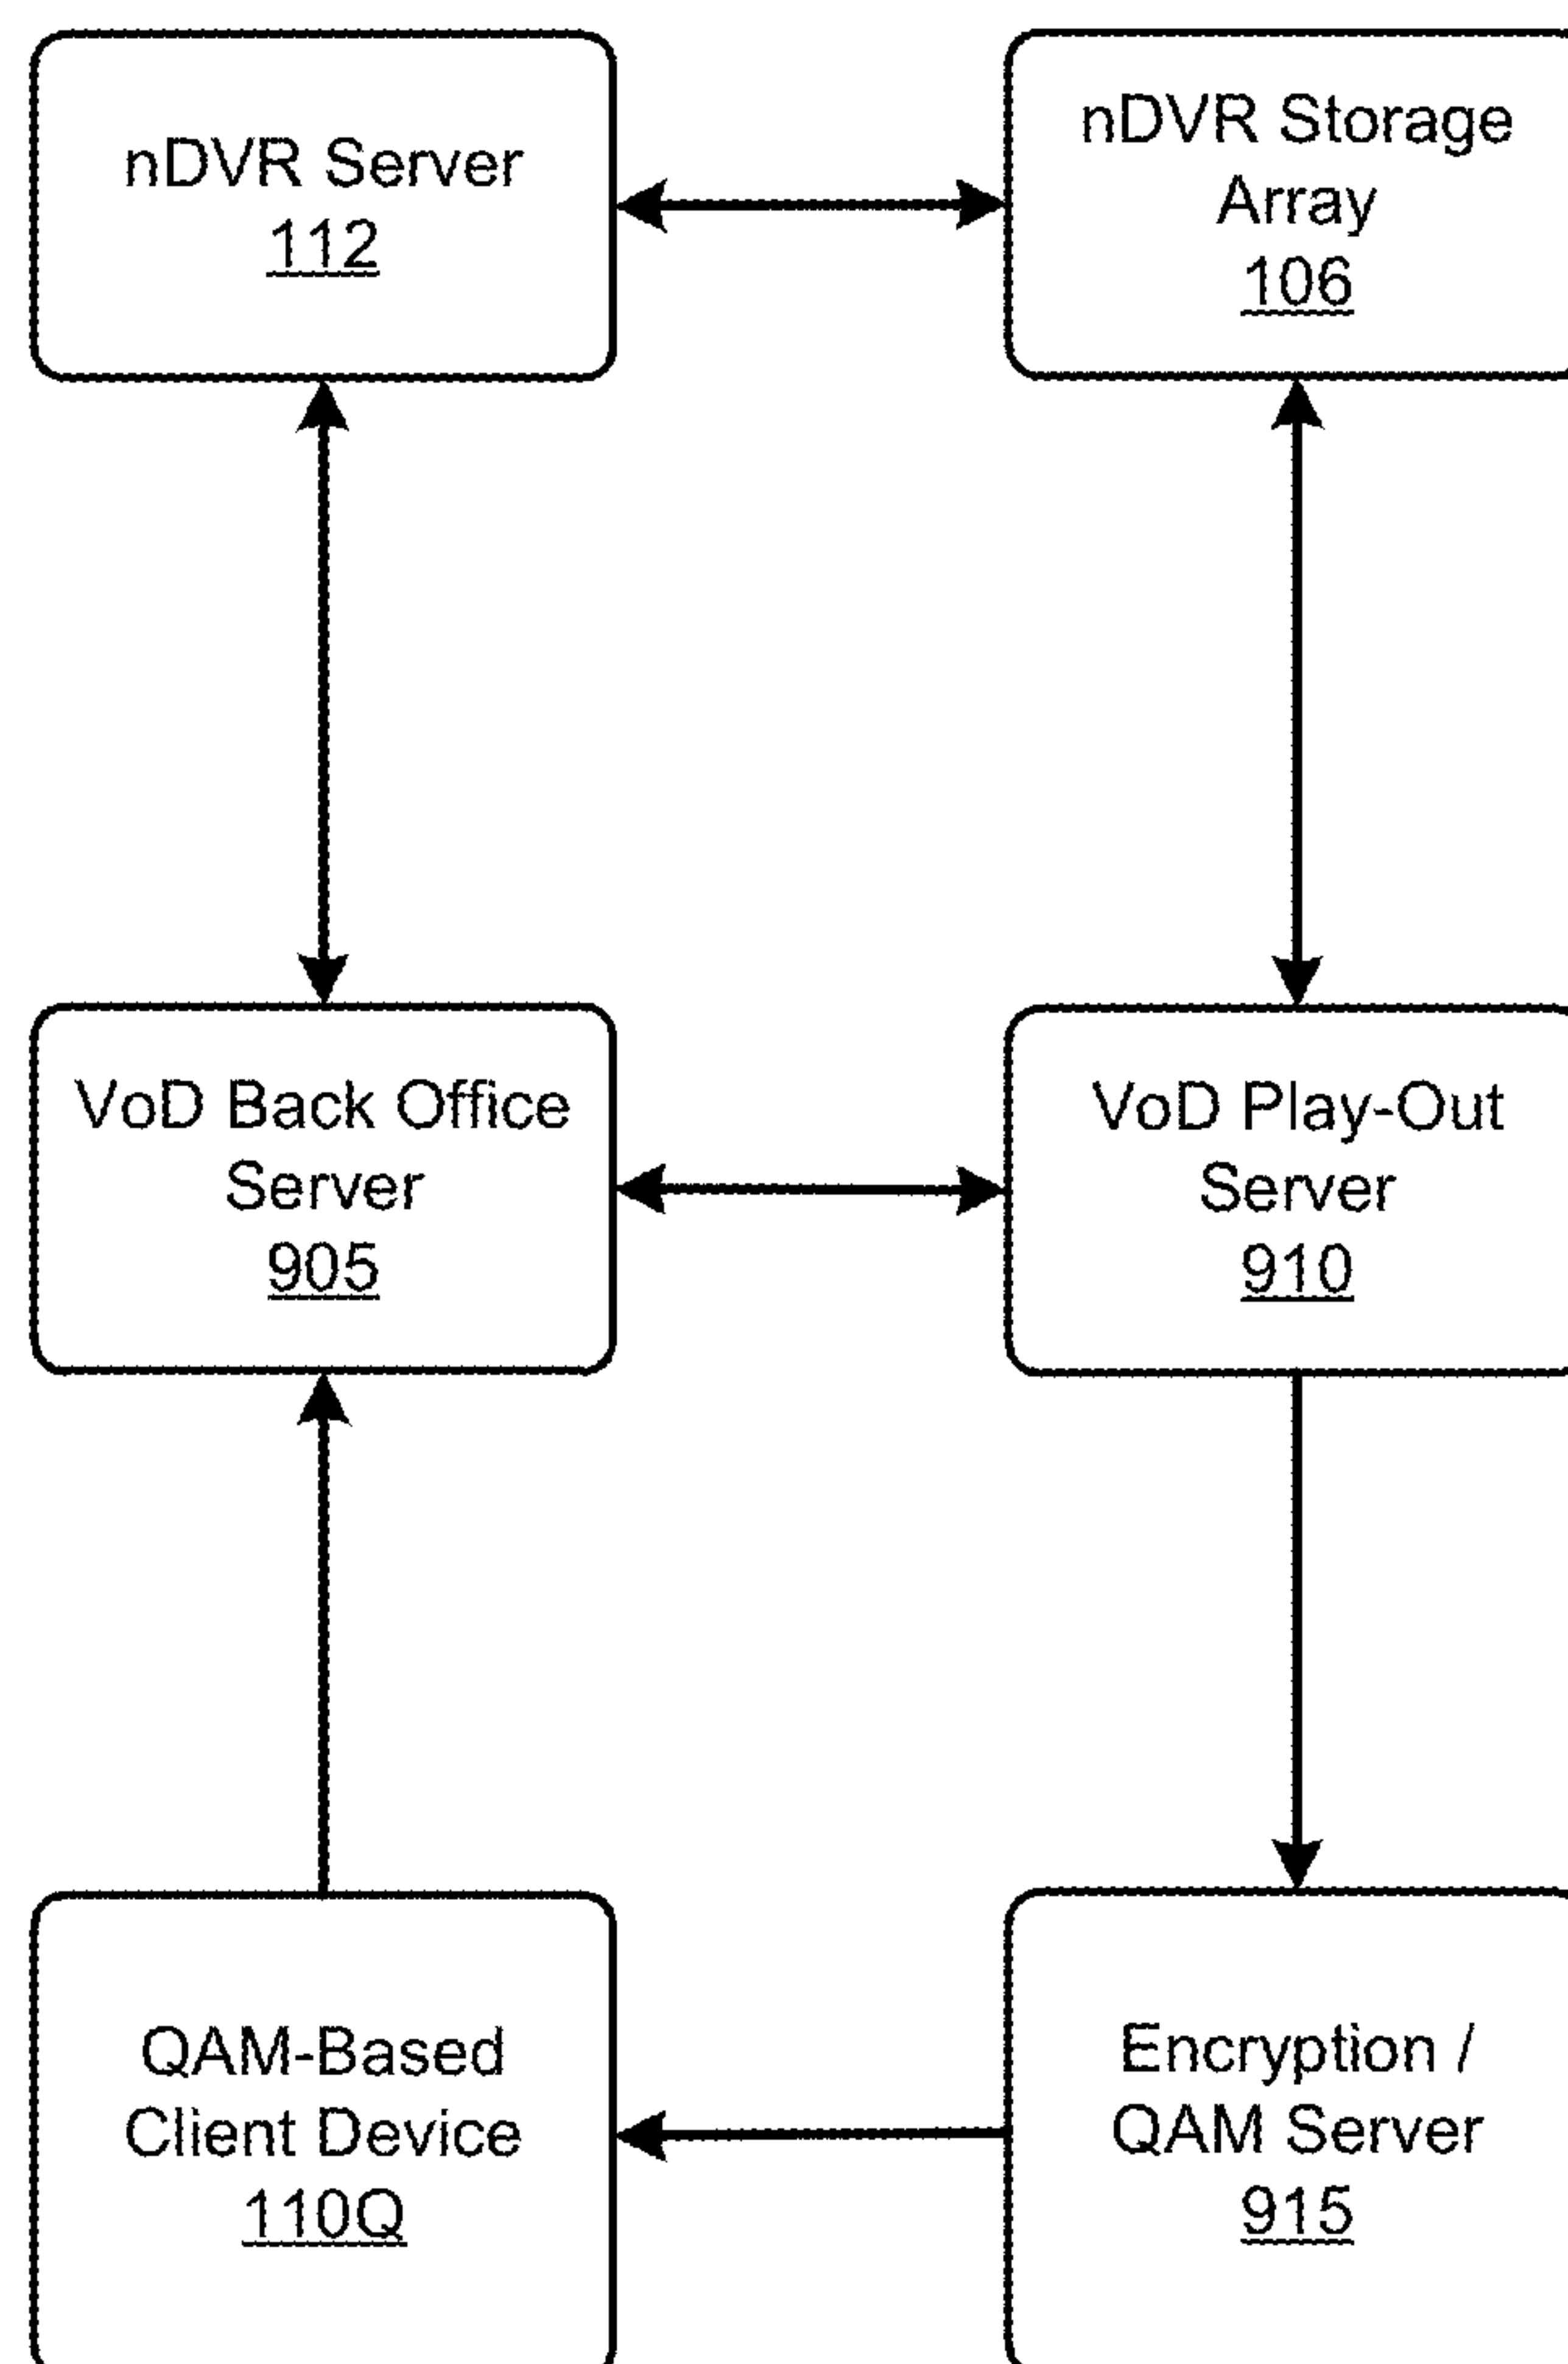 nDVR Server
112
nDVR Storage
Array
106
VoD Back Office
Server
905
VoD Play-Out
Server
910
QAM-Based
Client Device
110Q
Encryption /
QAM Server
915